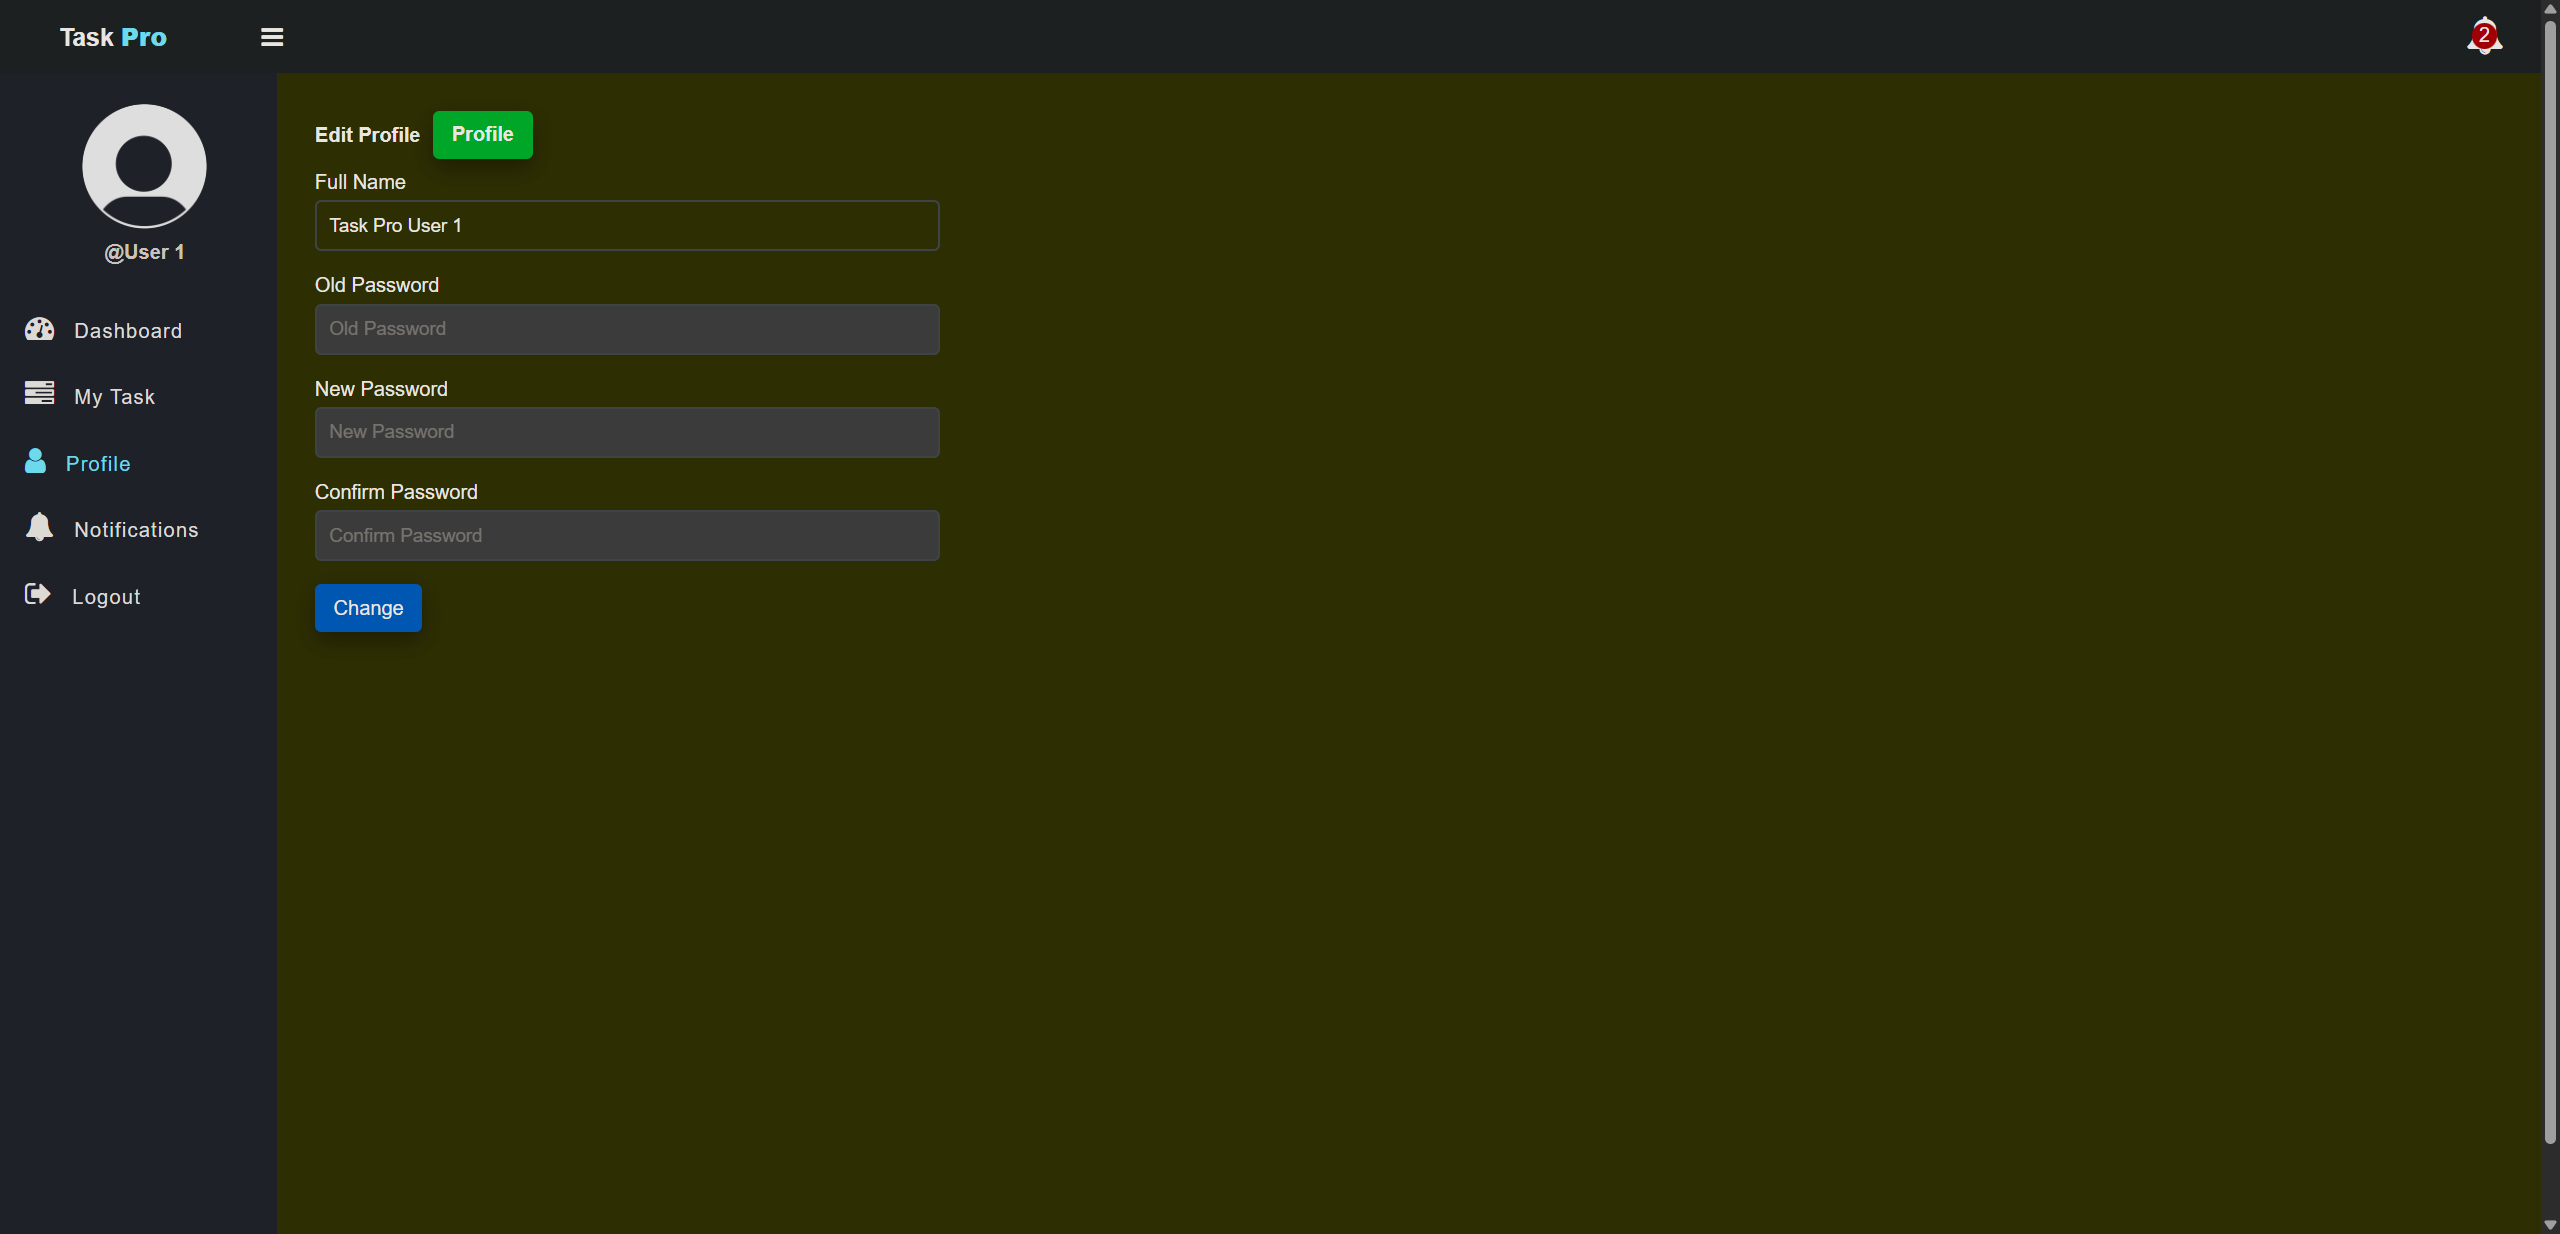 Task Pro
2
@User 1
Dashboard
My Task
Profile
Notifications
Logout
Edit Profile Profile
Full Name
Task Pro User 1
Old Password
Old Password
New Password
New Password
Confirm Password
Confirm Password
Change